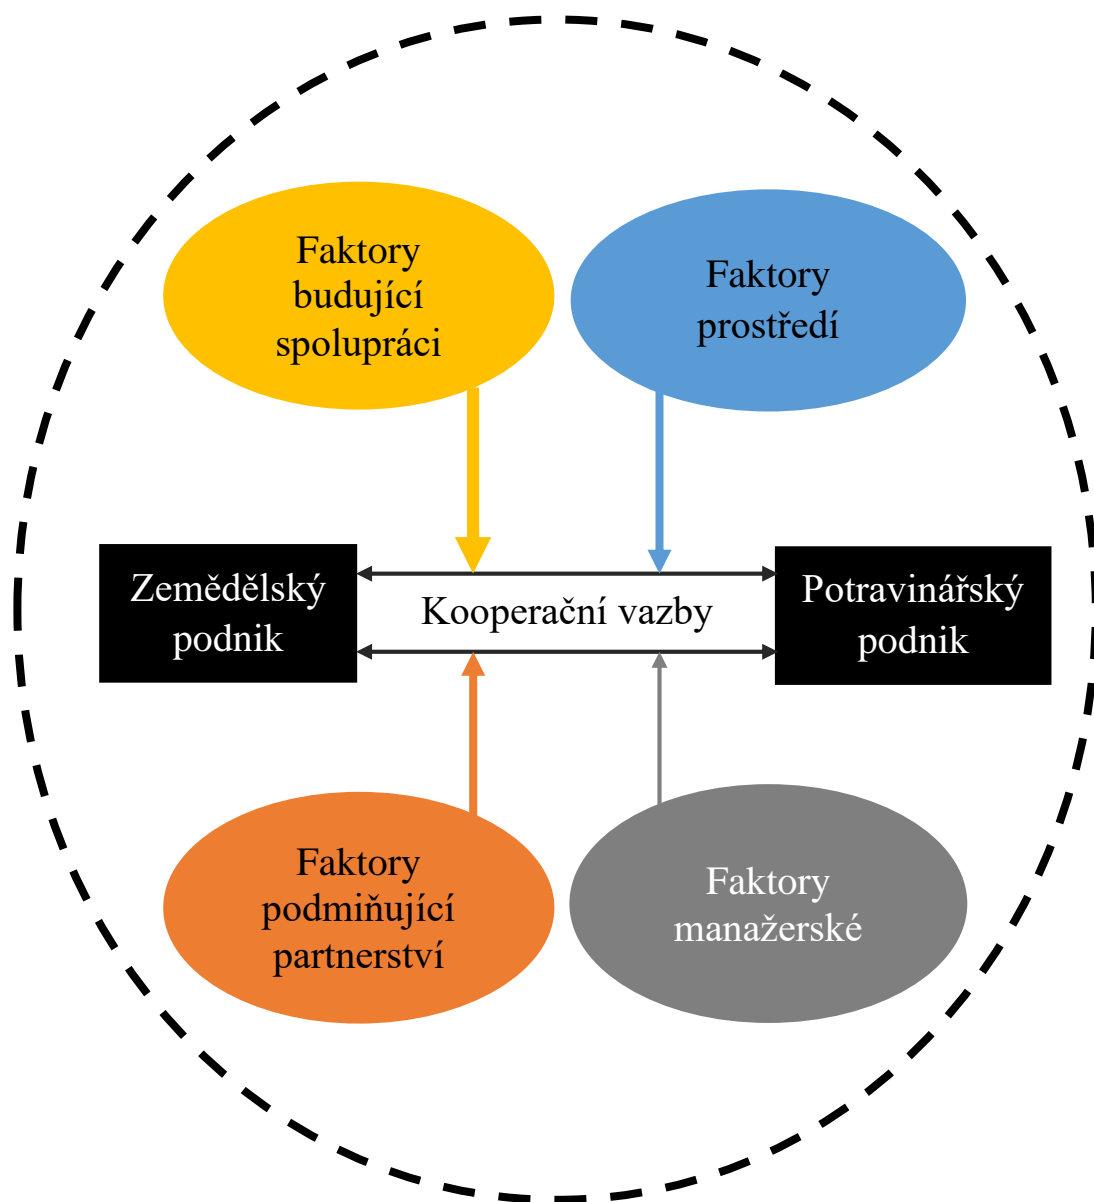 Faktory
budující
spolupráci
Faktory
prostředí
Zemědělský
podnik
Kooperační vazby
Potravinářský
podnik
Faktory
podmiňující
partnerství
Faktory
manažerské